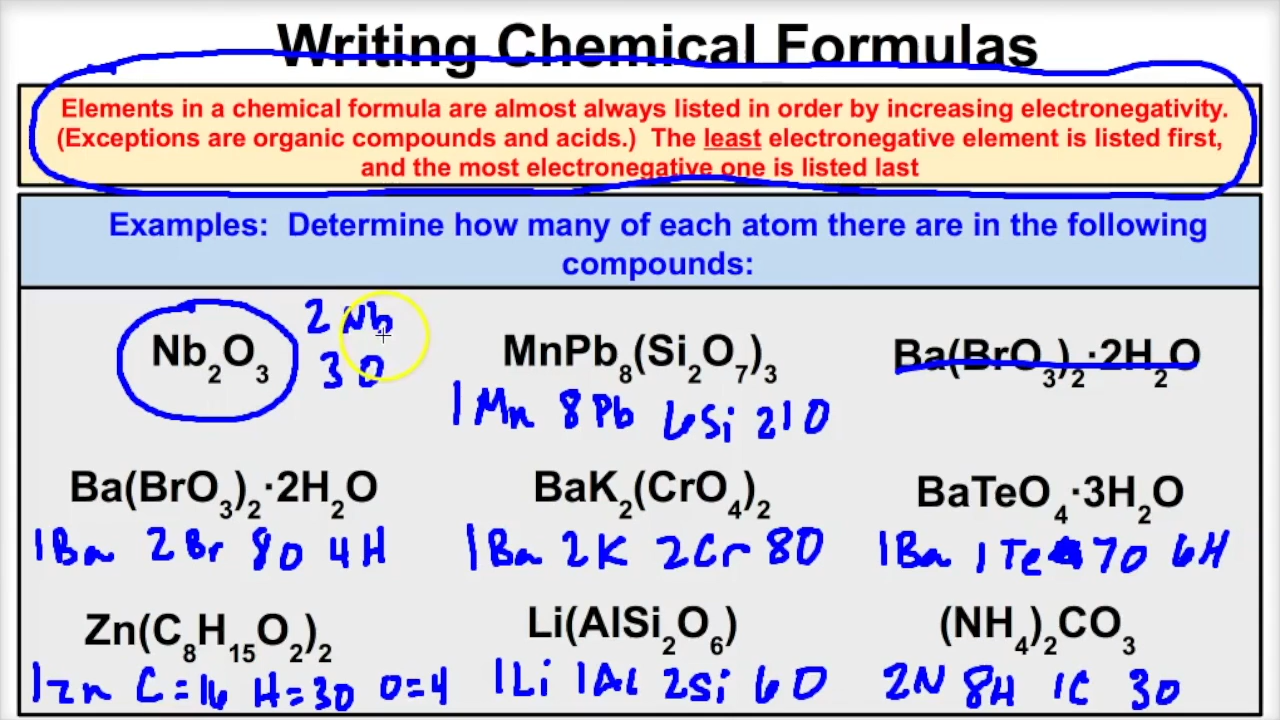 Writing Chemical Formulas
Elements in a chemical formula are almost always listed in order by increasing electronegativity.
(Exceptions are organic compounds and acids.) The least electronegative element is listed first,
and the most electronegative one is listed last
Examples: Determine how many of each atom there are in the following
compounds:
Nb₂O₃
2 Nb
3 O
MnPb₈(Si₂O₇)₃
1 Mn 8 Pb 6 Si 21 O
Ba(BrO₃)₂·2H₂O
Ba(BrO₃)₂·2H₂O
1 Ba 2 Br 8 O 4 H
BaK₂(CrO₄)₂
1 Ba 2 K 2 Cr 8 O
BaTeO₄·3H₂O
1 Ba 1 Te 7 O 6 H
Zn(C₈H₁₅O₂)₂
1 Zn C = 16 H = 30 O = 4
Li(AlSi₂O₆)
1 Li 1 Al 2 Si 6 O
(NH₄)₂CO₃
2 N 8 H 1 C 3 O